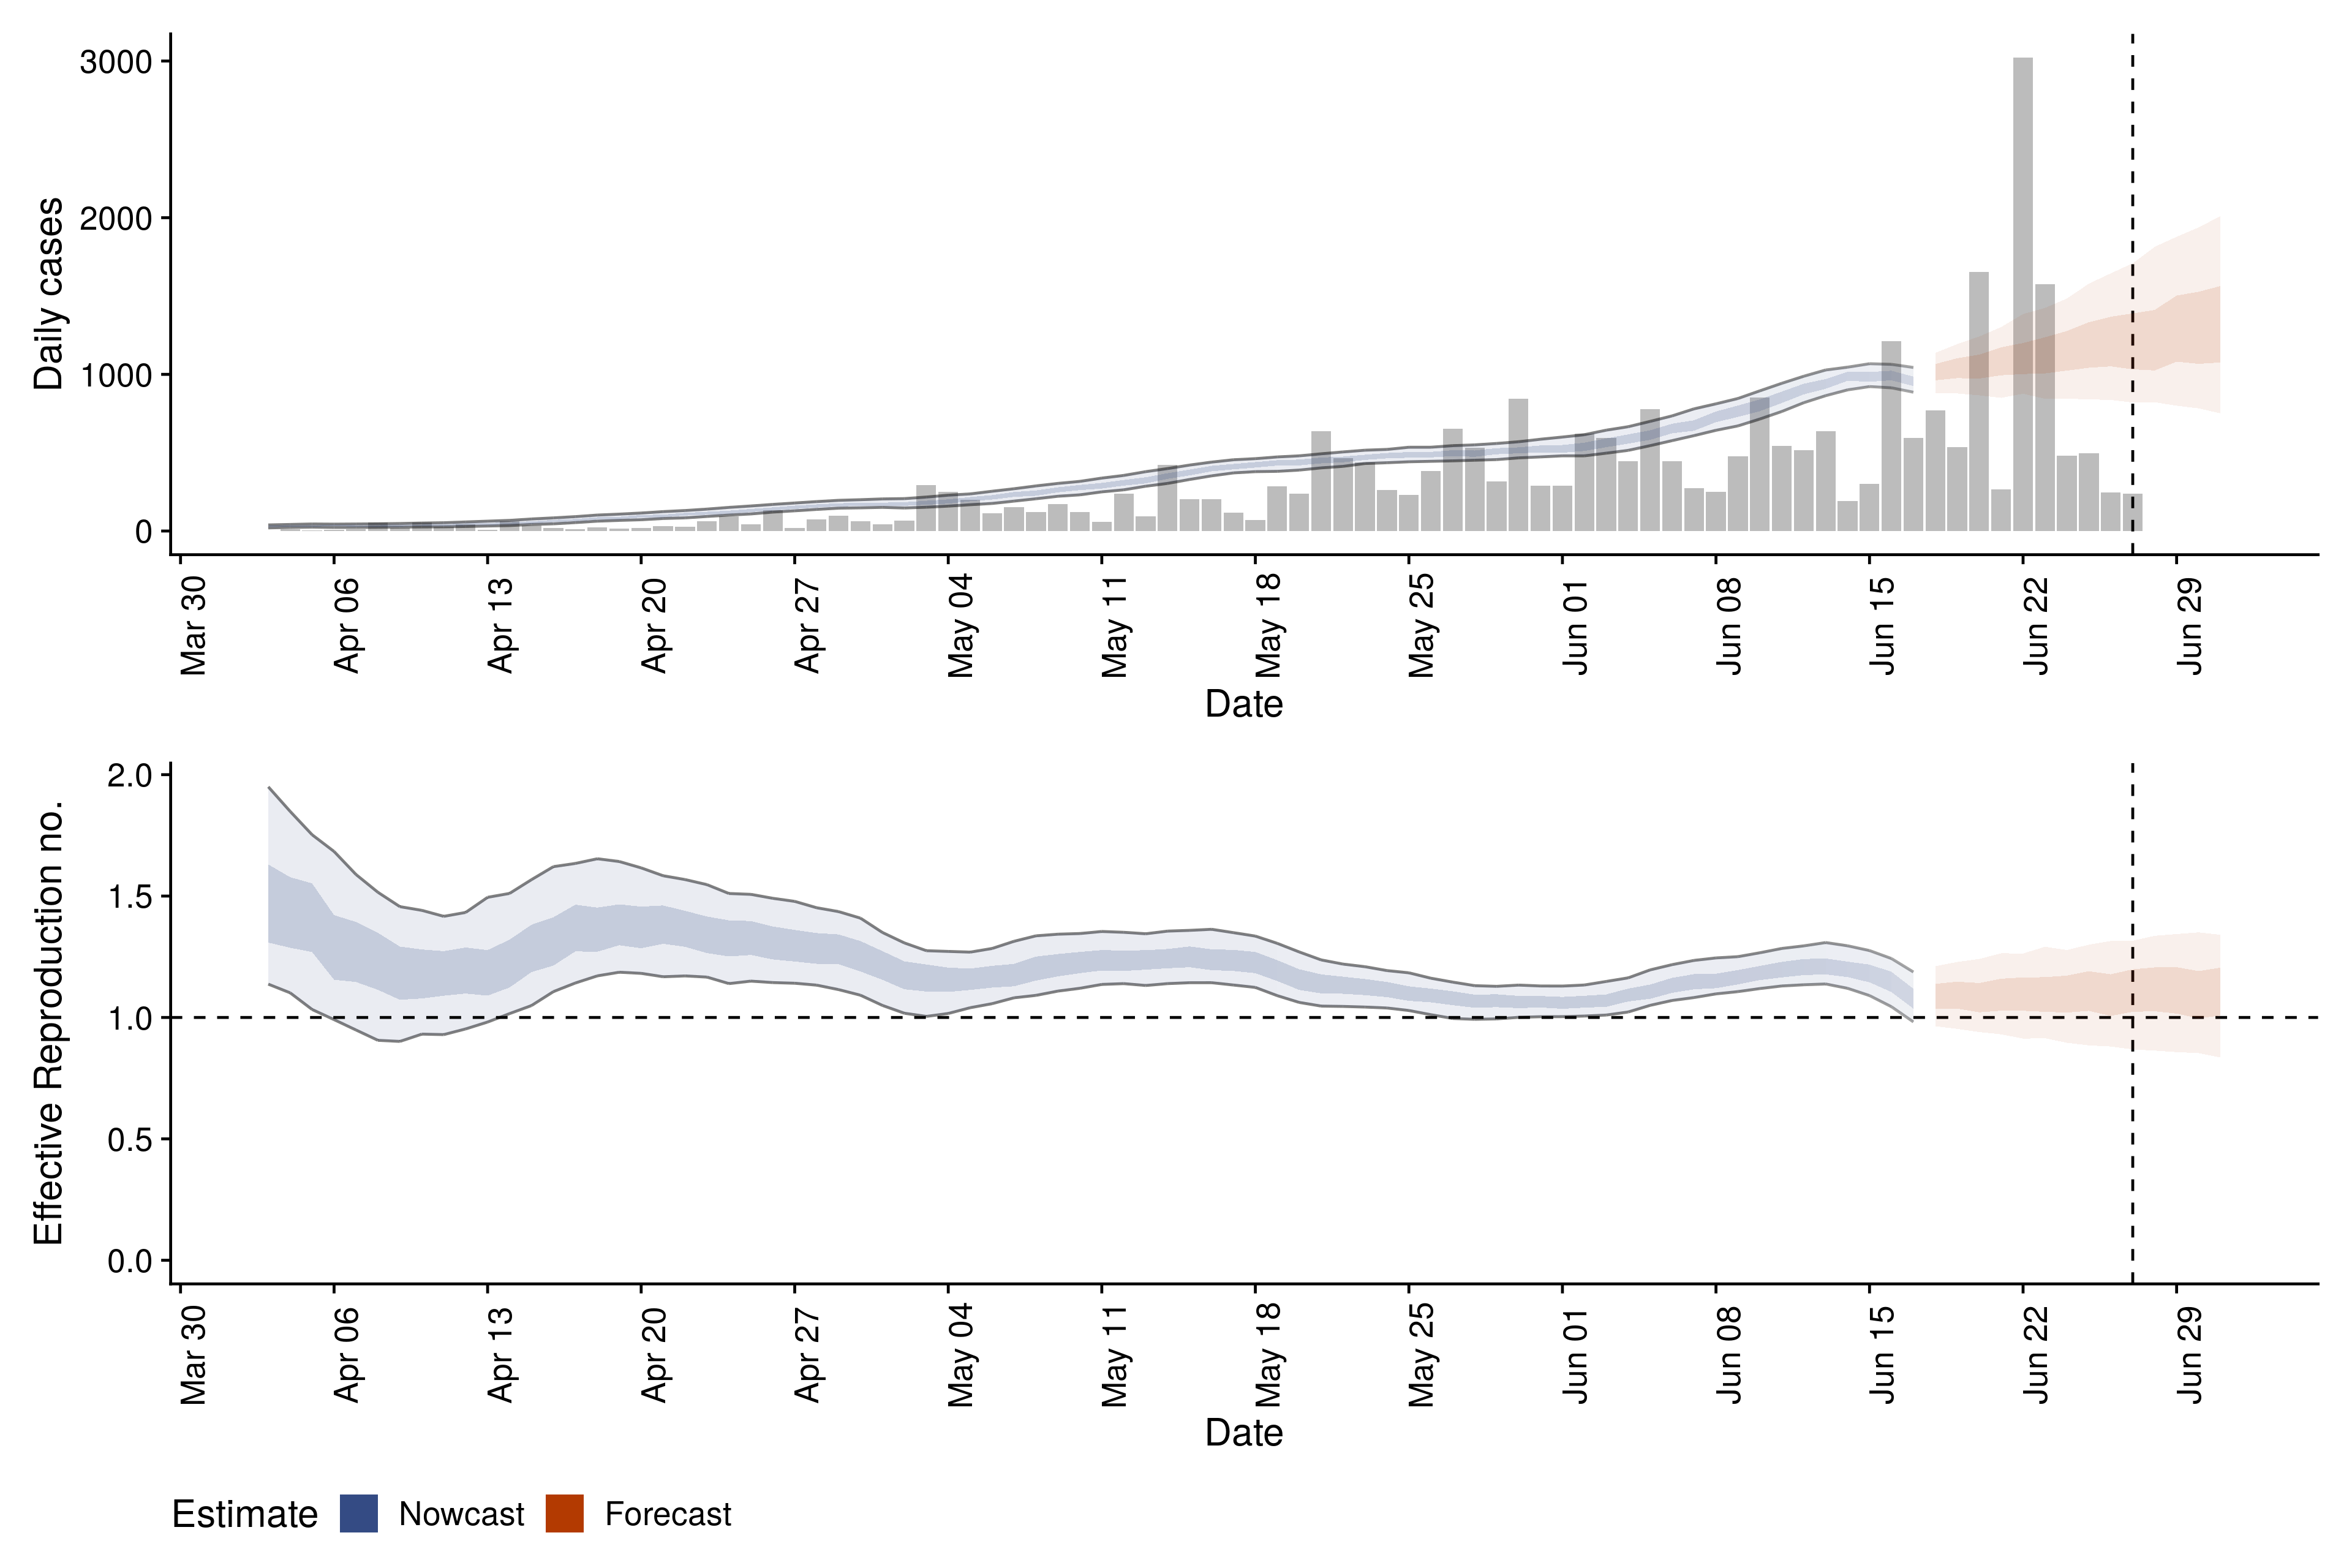 3000
2000
1000
0
Daily cases
Mar 30 Apr 06 Apr 13 Apr 20 Apr 27 May 04 May 11 May 18 May 25 Jun 01 Jun 08 Jun 15 Jun 22 Jun 29
Date
2.0
1.5
1.0
0.5
0.0
Effective Reproduction no.
Mar 30 Apr 06 Apr 13 Apr 20 Apr 27 May 04 May 11 May 18 May 25 Jun 01 Jun 08 Jun 15 Jun 22 Jun 29
Date
Estimate Nowcast Forecast